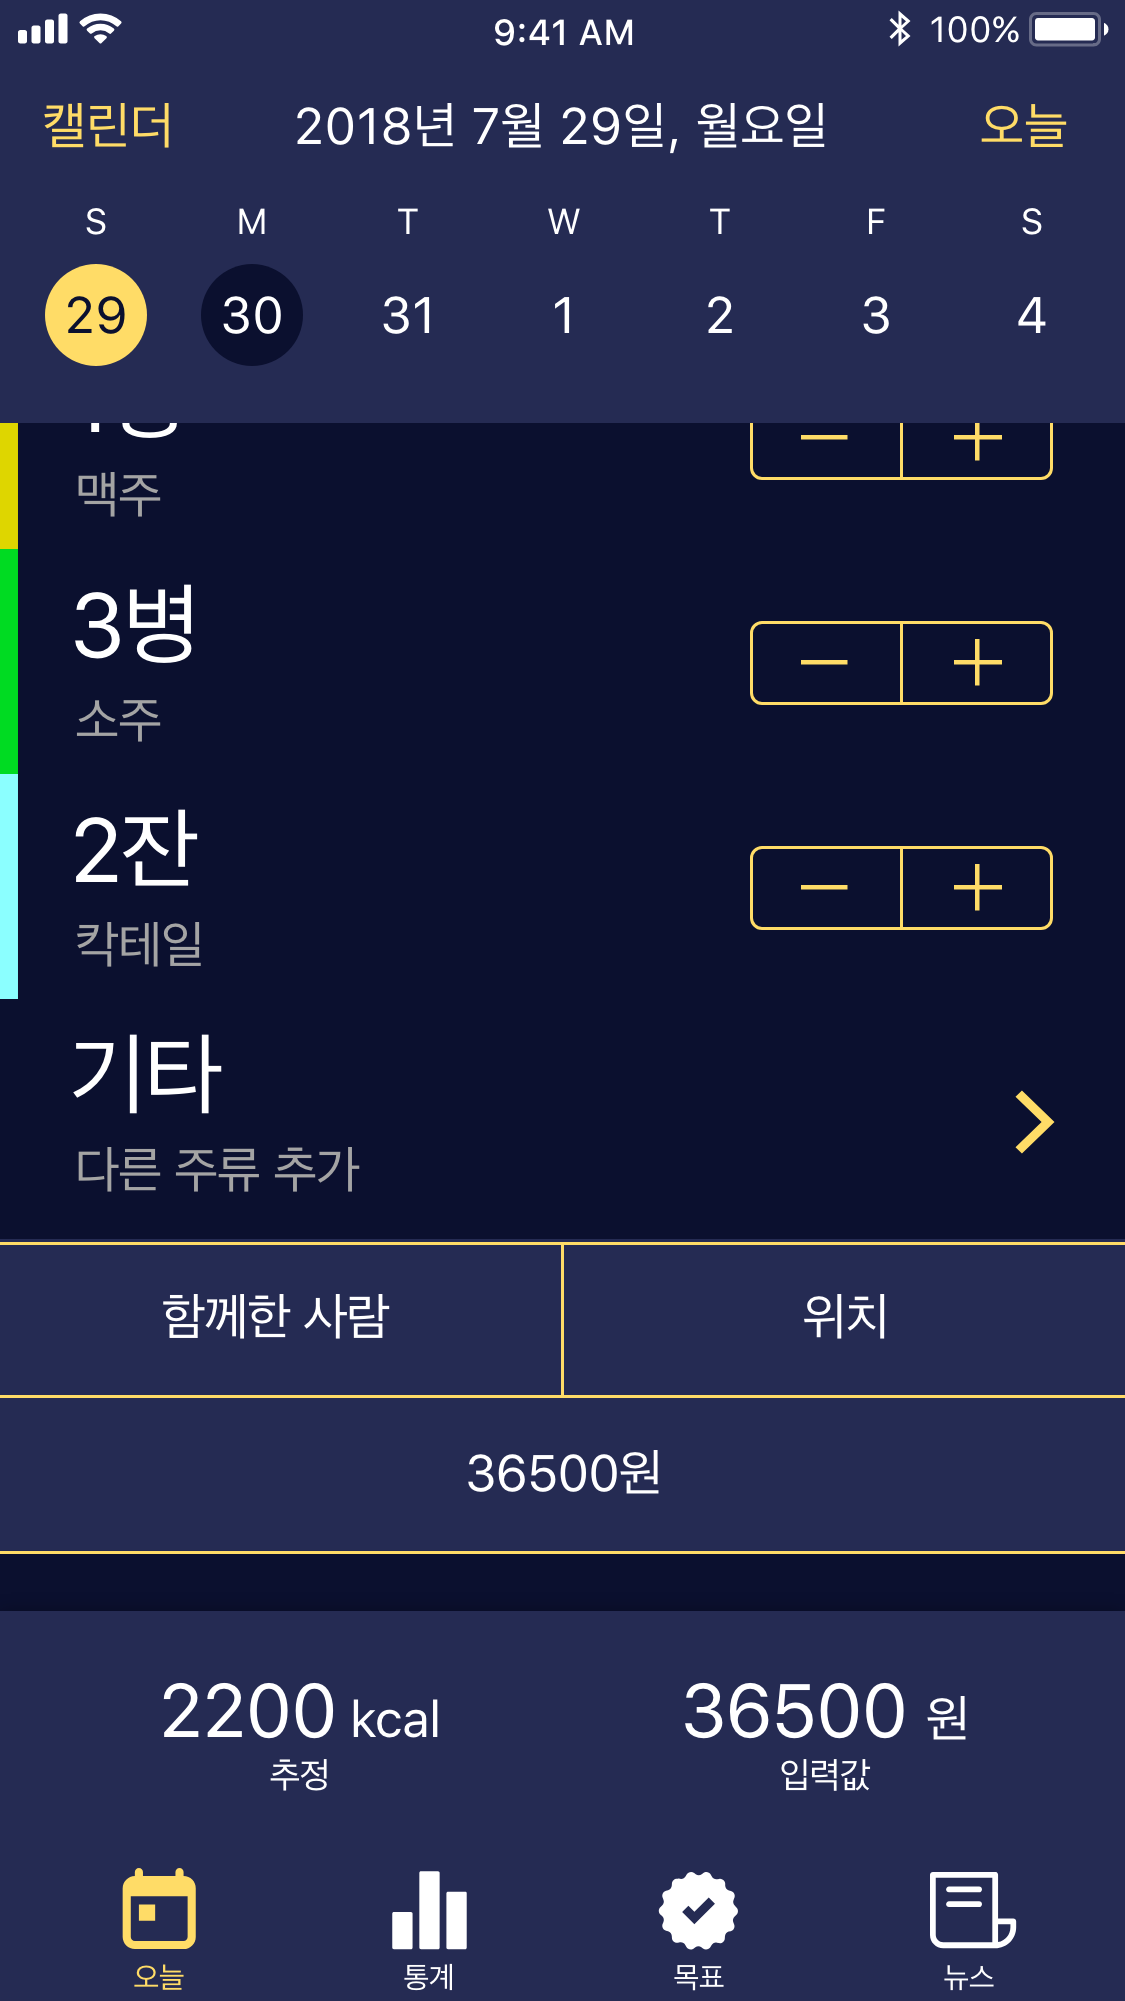 9:41 AM 100%
캘린더 2018년 7월 29일, 월요일 오늘
S M T W T F S
29 30 31 1 2 3 4
맥주
3병
소주
2잔
칵테일
기타
다른 주류 추가
함께한 사람 위치
36500원
2200 kcal 36500 원
추정 입력값
오늘 통계 목표 뉴스